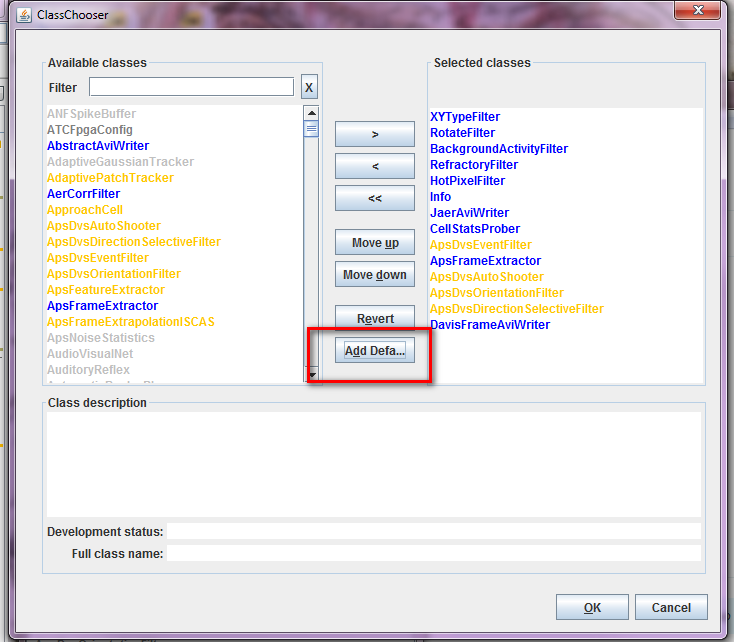 ClassChooser
Available classes
Filter
X
ANFSpikeBuffer
ATCFpgaConfig
AbstractAviWriter
AdaptiveGaussianTracker
AdaptivePatchTracker
AerCorrFilter
ApproachCell
ApsDvsAutoShooter
ApsDvsDirectionSelectiveFilter
ApsDvsEventFilter
ApsDvsOrientationFilter
ApsFeatureExtractor
ApsFrameExtractor
ApsFrameExtrapolationISCAS
ApsNoiseStatistics
AudioVisualNet
AuditoryReflex
>
<
<<
Move up
Move down
Revert
Add Defa...
Selected classes
XYTypeFilter
RotateFilter
BackgroundActivityFilter
RefractoryFilter
HotPixelFilter
Info
JaerAviWriter
CellStatsProber
ApsDvsEventFilter
ApsFrameExtractor
ApsDvsAutoShooter
ApsDvsOrientationFilter
ApsDvsDirectionSelectiveFilter
DavisFrameAviWriter
Class description
Development status:
Full class name:
OK
Cancel